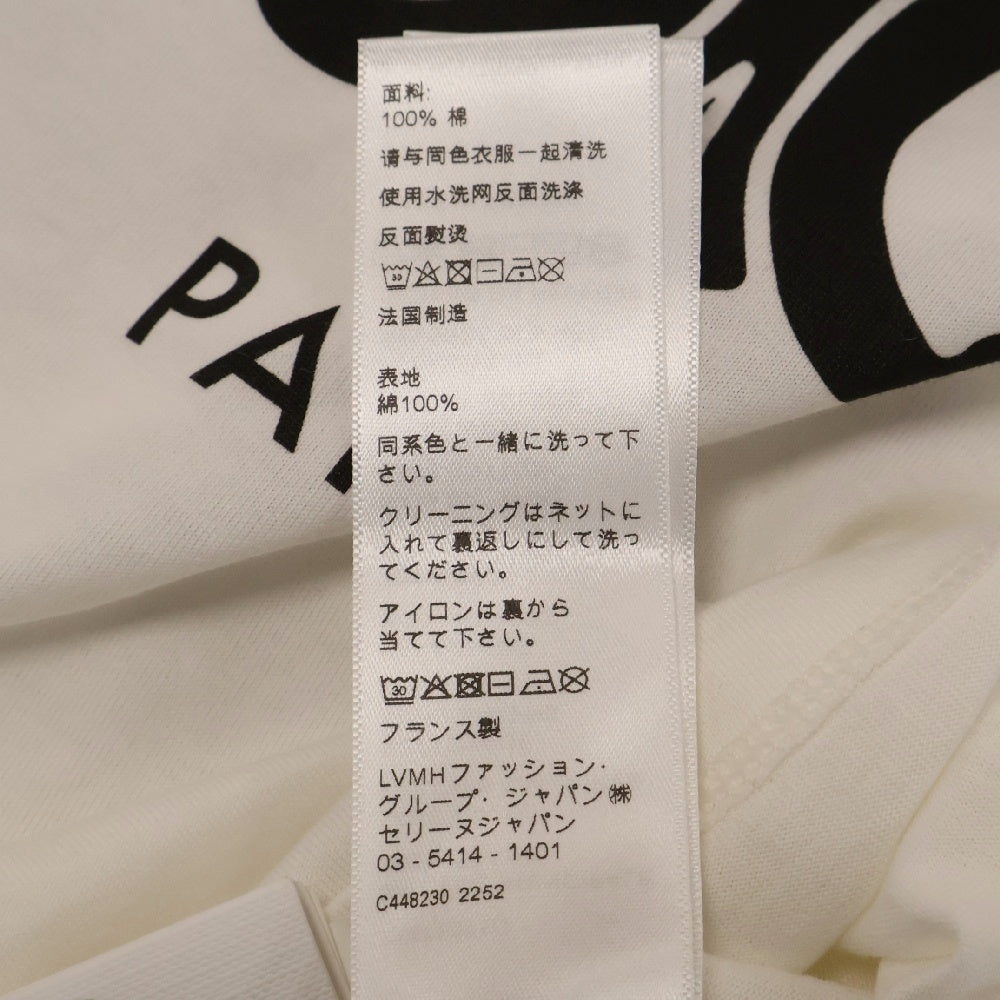 PA
面料:
100% 棉
请与同色衣服一起清洗
使用水洗网反面洗涤
反面熨烫
30
法国制造
表地
綿100%
同系色と一緒に洗って下
さい。
クリーニングはネットに
入れて裏返しにして洗っ
てください。
アイロンは裏から
当てて下さい。
30
フランス製
LVMHファッション・
グループ・ジャパン㈱
セリーヌジャパン
03 - 5414 - 1401
C448230 2252